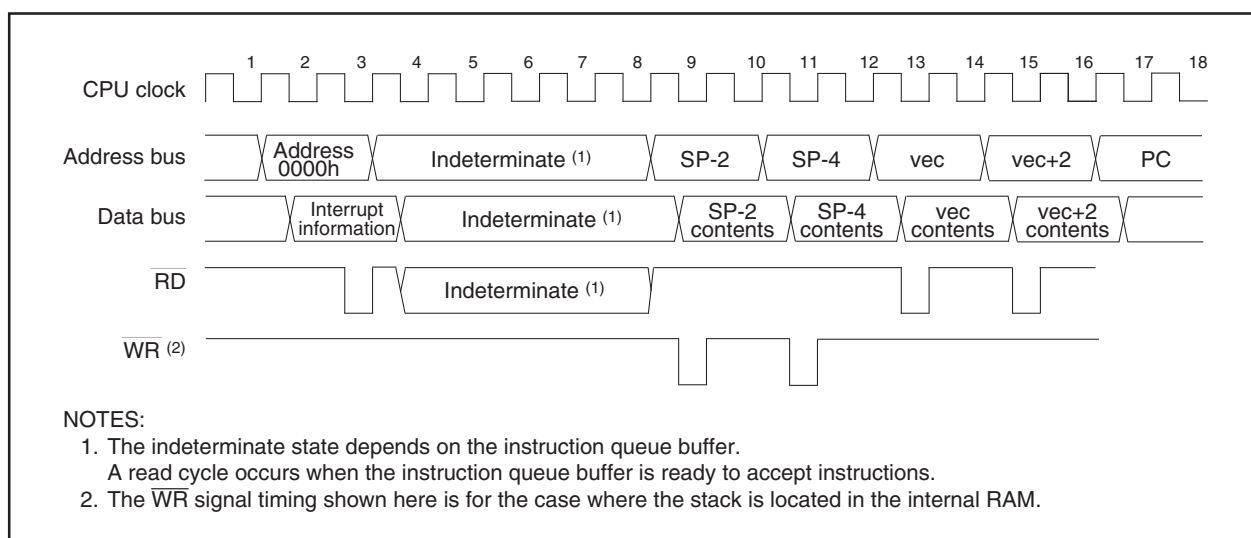 1 2 3 4 5 6 7 8 9 10 11 12 13 14 15 16 17 18
CPU clock
Address bus
Address
0000h
Indeterminate (1)
SP-2
SP-4
vec
vec+2
PC
Data bus
Interrupt
information
Indeterminate (1)
SP-2
contents
SP-4
contents
vec
contents
vec+2
contents
RD
Indeterminate (1)
WR (2)
NOTES:
1. The indeterminate state depends on the instruction queue buffer.
A read cycle occurs when the instruction queue buffer is ready to accept instructions.
2. The WR signal timing shown here is for the case where the stack is located in the internal RAM.